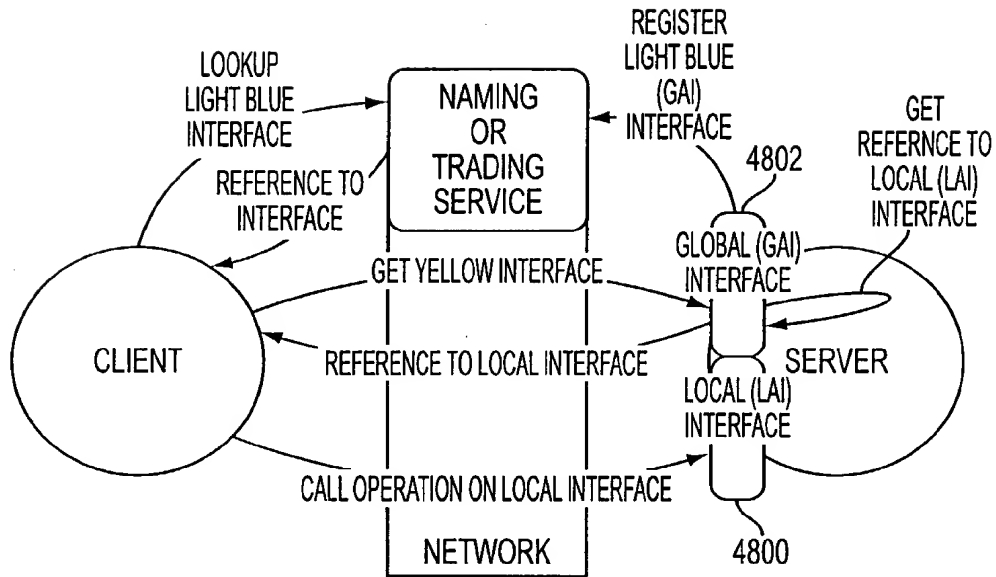 LOOKUP
LIGHT BLUE
INTERFACE
REFERENCE TO
INTERFACE
NAMING
OR
TRADING
SERVICE
REGISTER
LIGHT BLUE
(GAI)
INTERFACE
4802
GET
REFERNCE TO
LOCAL (LAI)
INTERFACE
GLOBAL (GAI)
INTERFACE
GET YELLOW INTERFACE
CLIENT
REFERENCE TO LOCAL INTERFACE
SERVER
LOCAL (LAI)
INTERFACE
CALL OPERATION ON LOCAL INTERFACE
NETWORK
4800